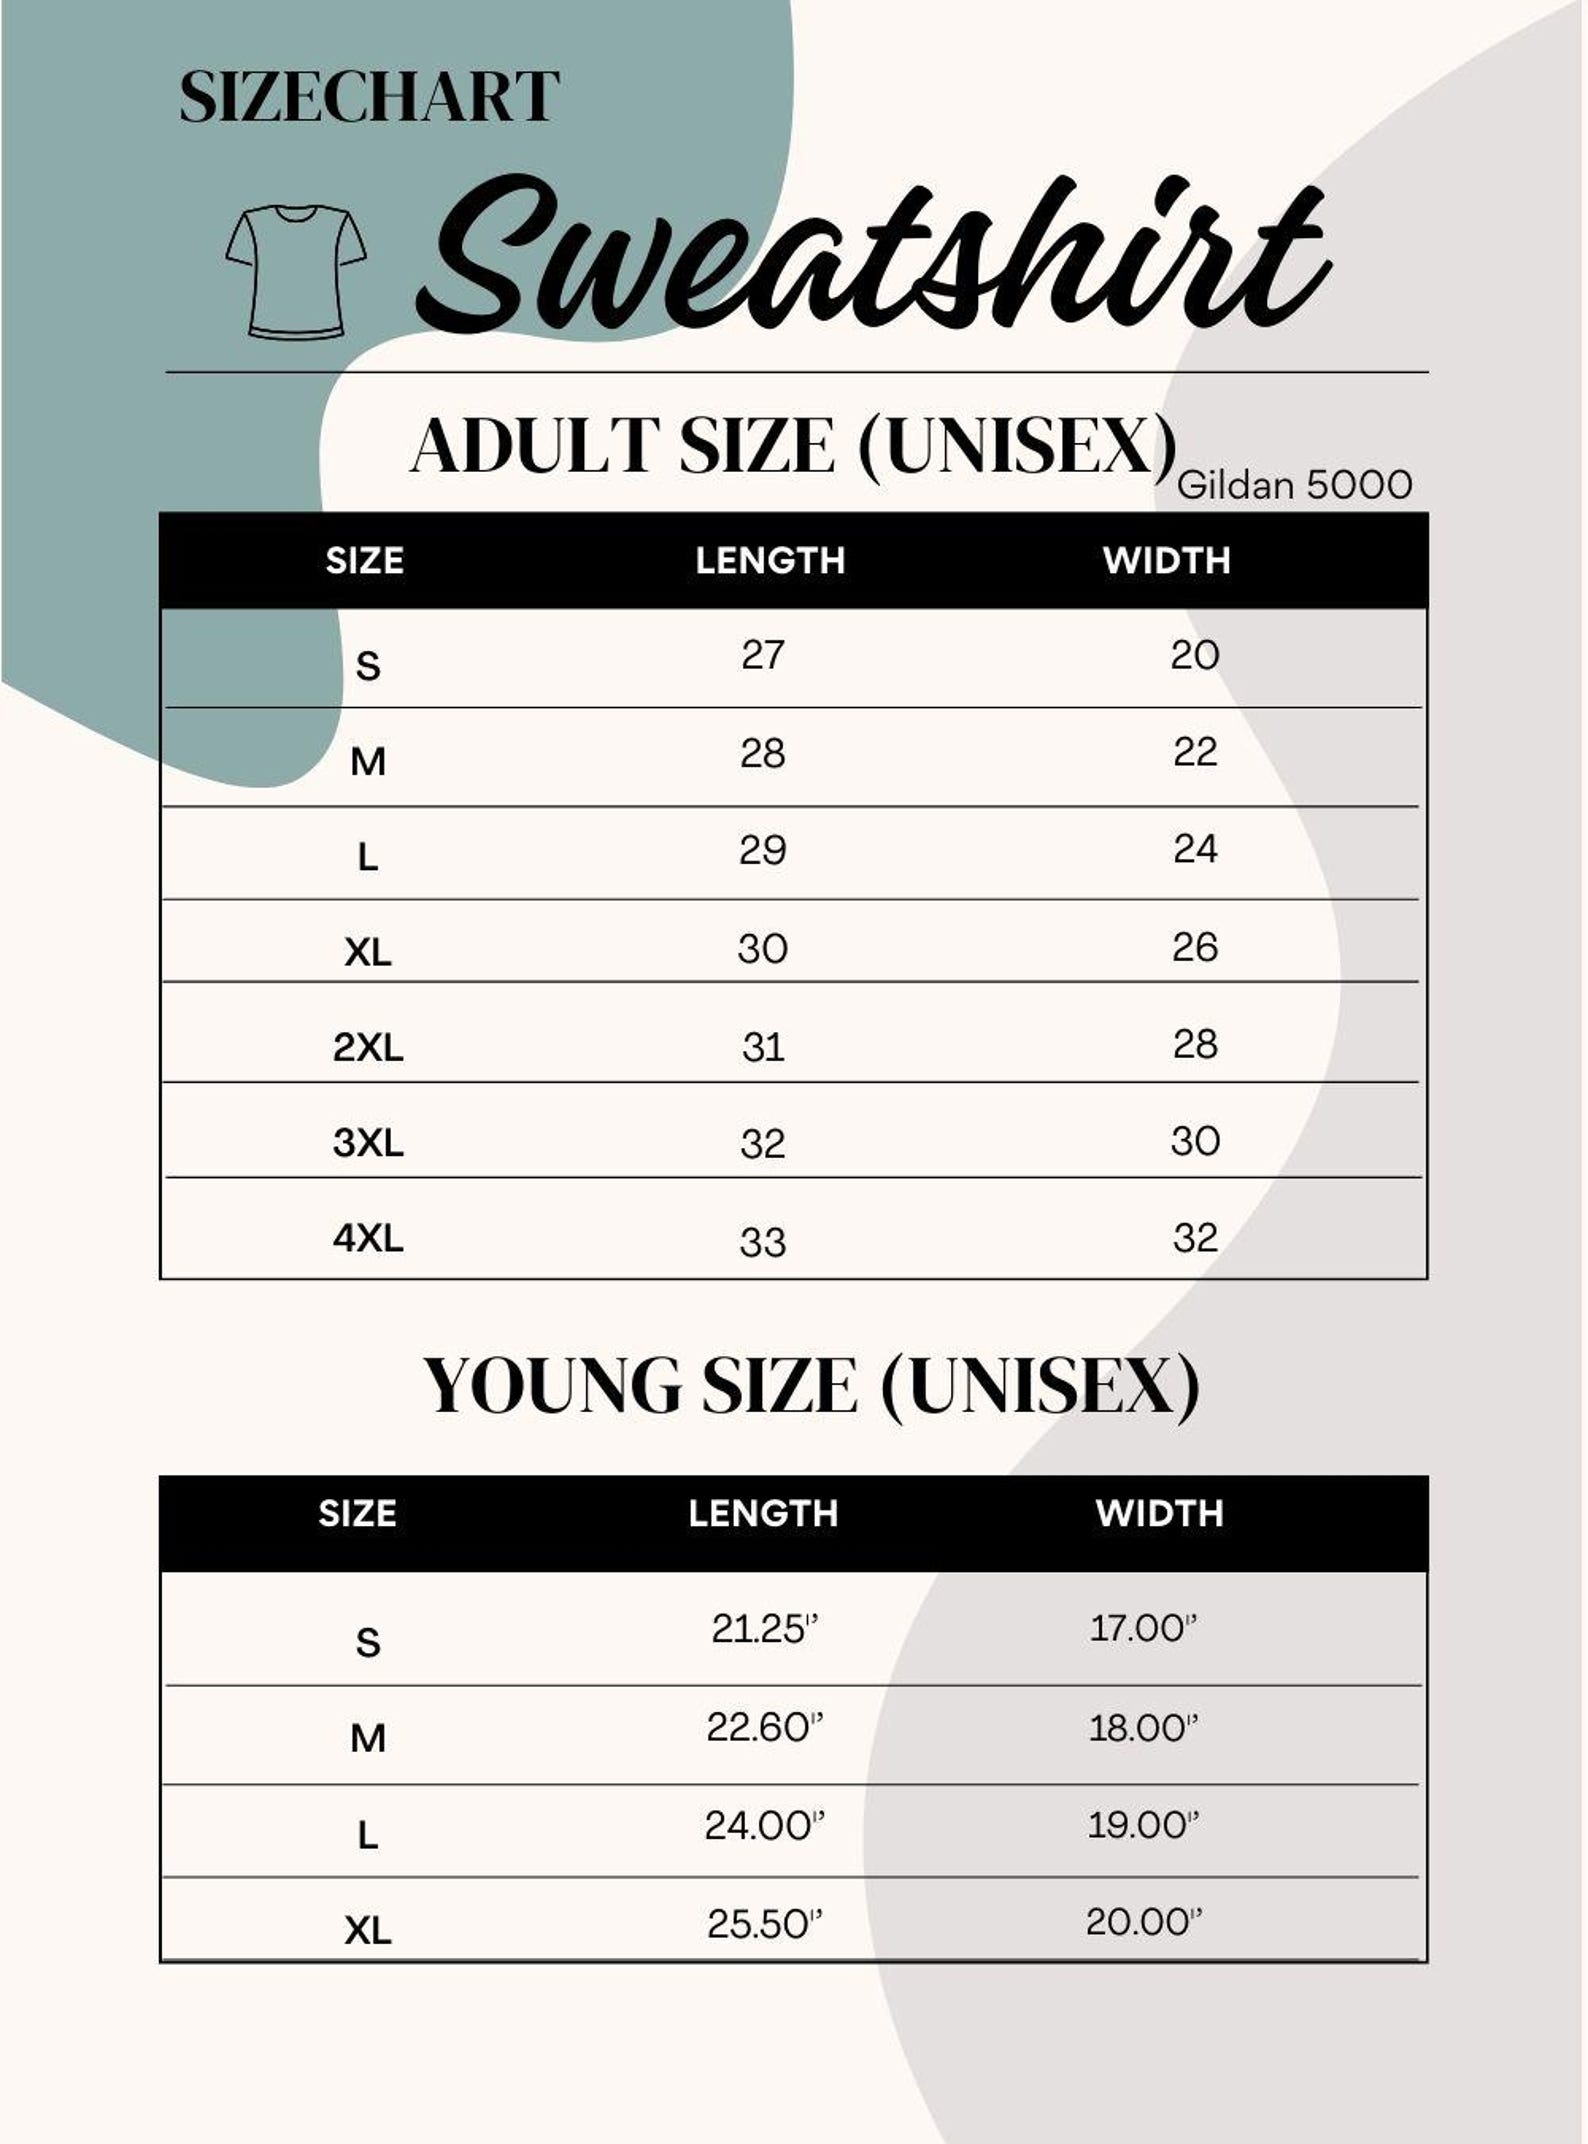 SIZECHART
Sweatshirt
ADULT SIZE (UNISEX)
Gildan 5000
SIZE LENGTH WIDTH
S 27 20
M 28 22
L 29 24
XL 30 26
2XL 31 28
3XL 32 30
4XL 33 32
YOUNG SIZE (UNISEX)
SIZE LENGTH WIDTH
S 21.25'’ 17.00'’
M 22.60'’ 18.00'’
L 24.00'’ 19.00'’
XL 25.50'’ 20.00'’